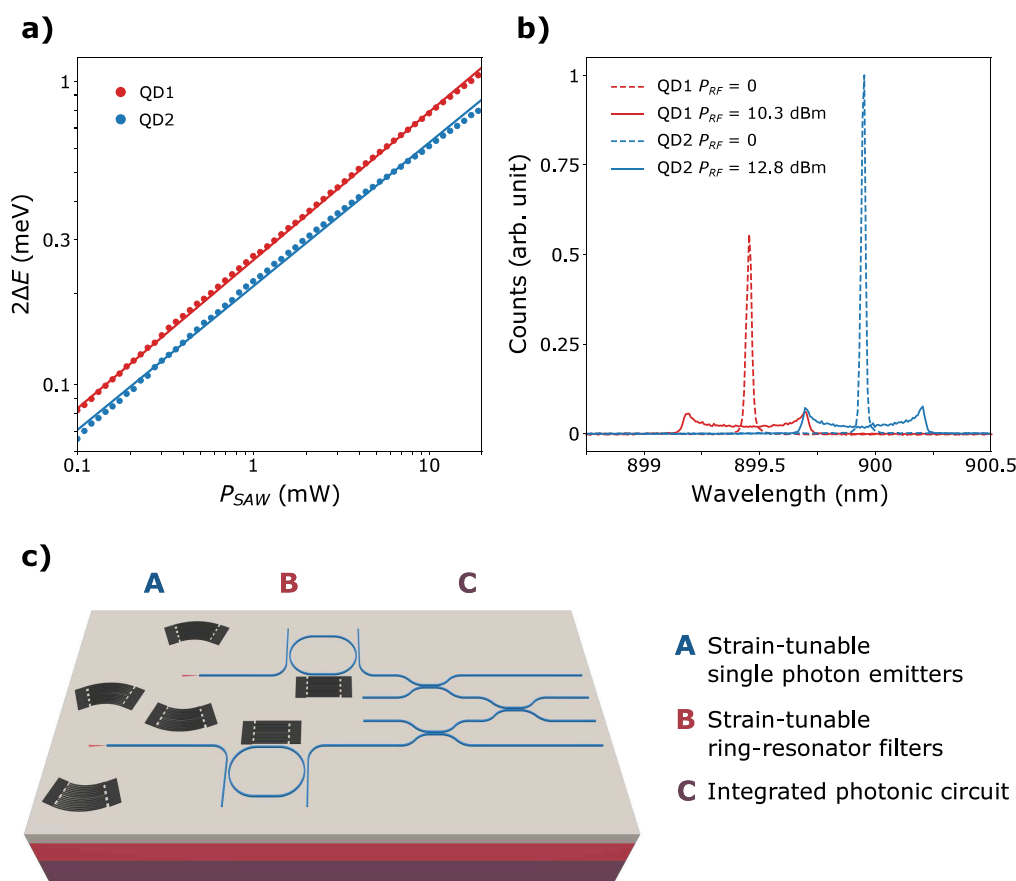 a)
1
0.3
0.1
2ΔE (meV)
QD1
QD2
0.1
1
10
P_SAW (mW)
b)
1
0.75
0.5
0.25
0
Counts (arb. unit)
QD1 P_RF = 0
QD1 P_RF = 10.3 dBm
QD2 P_RF = 0
QD2 P_RF = 12.8 dBm
899
899.5
900
900.5
Wavelength (nm)
c)
A
B
C
A Strain-tunable
single photon emitters
B Strain-tunable
ring-resonator filters
C Integrated photonic circuit